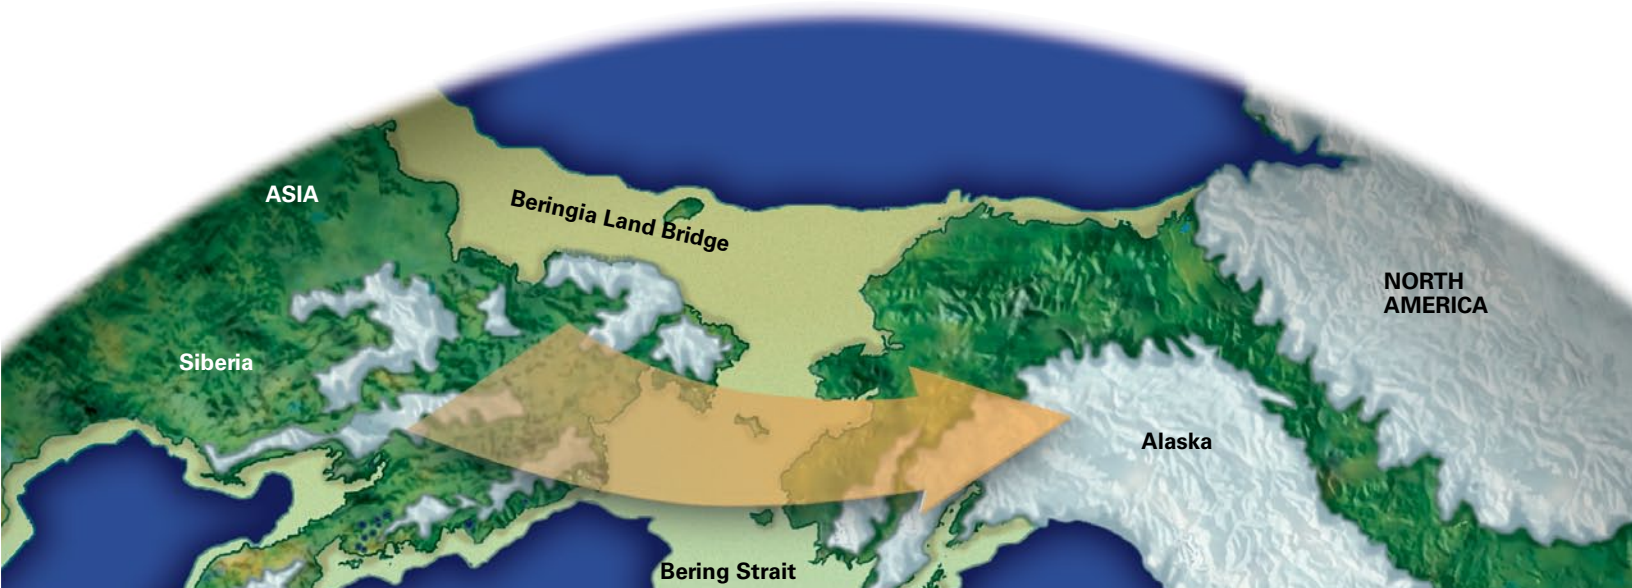 ASIA
Beringia Land Bridge
NORTH
AMERICA
Siberia
Alaska
Bering Strait